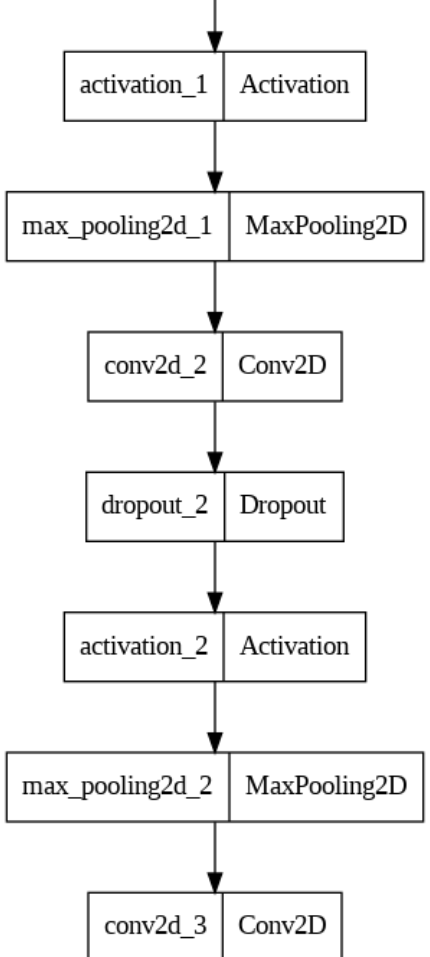 activation_1 Activation
max_pooling2d_1 MaxPooling2D
conv2d_2 Conv2D
dropout_2 Dropout
activation_2 Activation
max_pooling2d_2 MaxPooling2D
conv2d_3 Conv2D